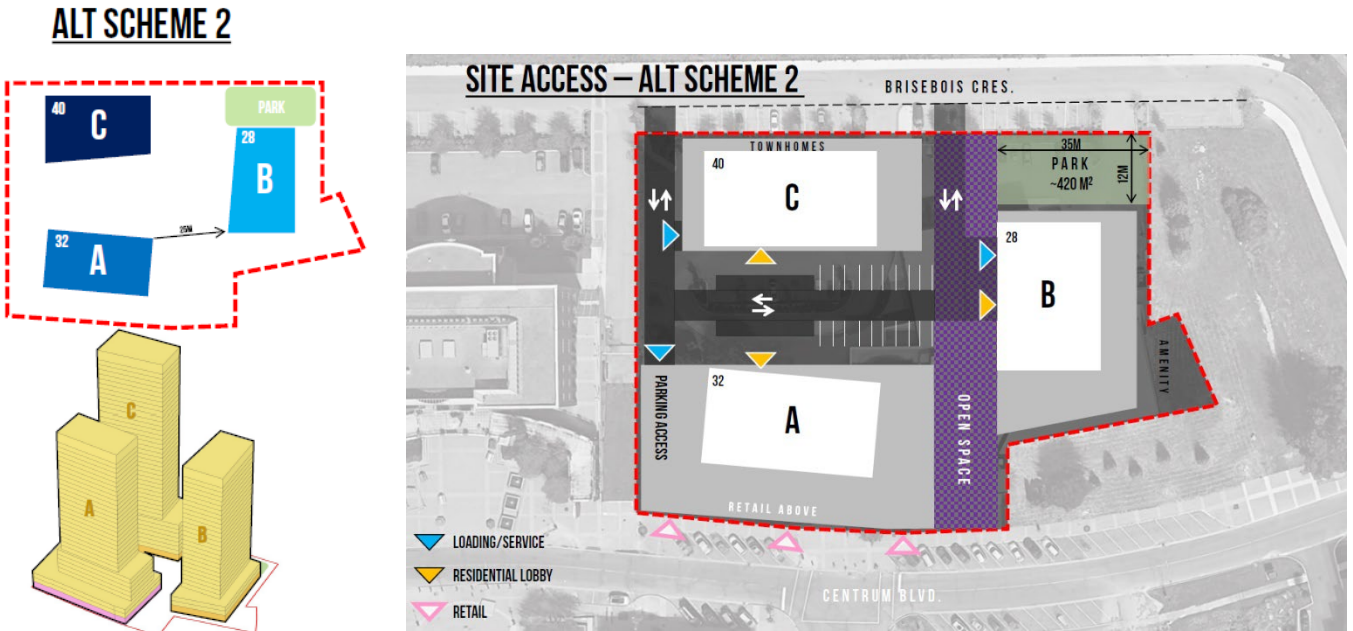 ALT SCHEME 2
40
C
PARK
28
B
25M
32
A
C
A
B
SITE ACCESS – ALT SCHEME 2
BRISEBOIS CRES.
TOWNHOMES
40
C
35M
PARK
~420 M²
12M
28
B
32
A
PARKING ACCESS
OPEN SPACE
AMENITY
RETAIL ABOVE
LOADING/SERVICE
RESIDENTIAL LOBBY
RETAIL
CENTRUM BLVD.